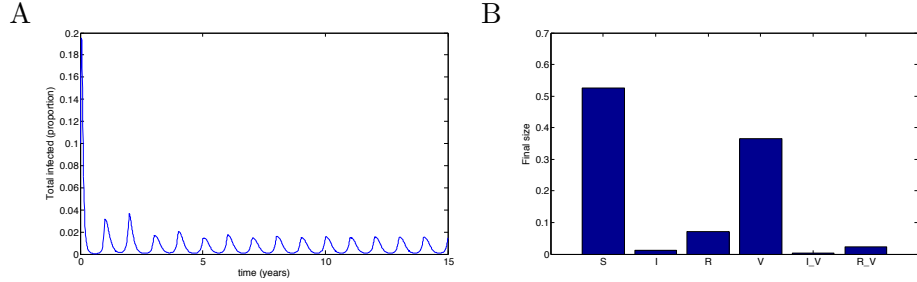 A
Total infected (proportion)
0.2
0.18
0.16
0.14
0.12
0.1
0.08
0.06
0.04
0.02
0
0 5 10 15
time (years)
B
Final size
0.7
0.6
0.5
0.4
0.3
0.2
0.1
0
S I R V I_V R_V